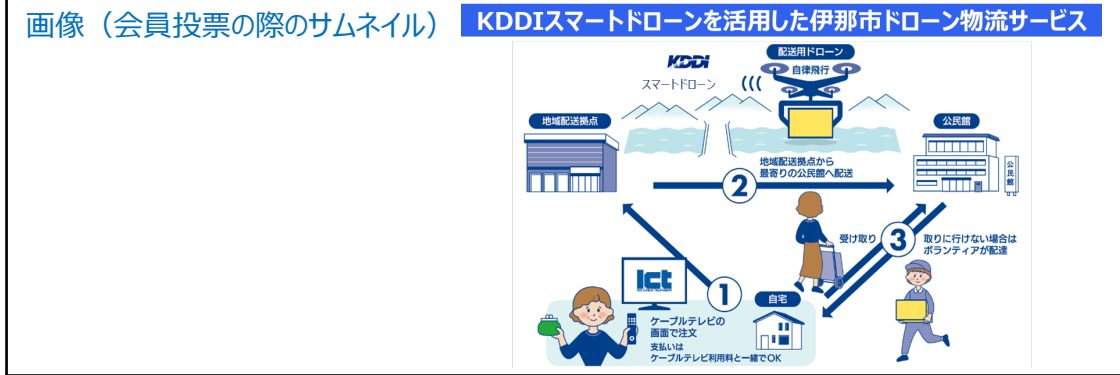 画像（会員投票の際のサムネイル）
KDDIスマートドローンを活用した伊那市ドローン物流サービス
配送用ドローン
自律飛行
KDDI
スマートドローン
地域配送拠点
公民館
公民館
地域配送拠点から
最寄りの公民館へ配送
2
受け取り
3
取りに行けない場合は
ボランティアが配達
ict
1
自宅
ケーブルテレビの
画面で注文
支払いは
ケーブルテレビ利用料と一緒でOK